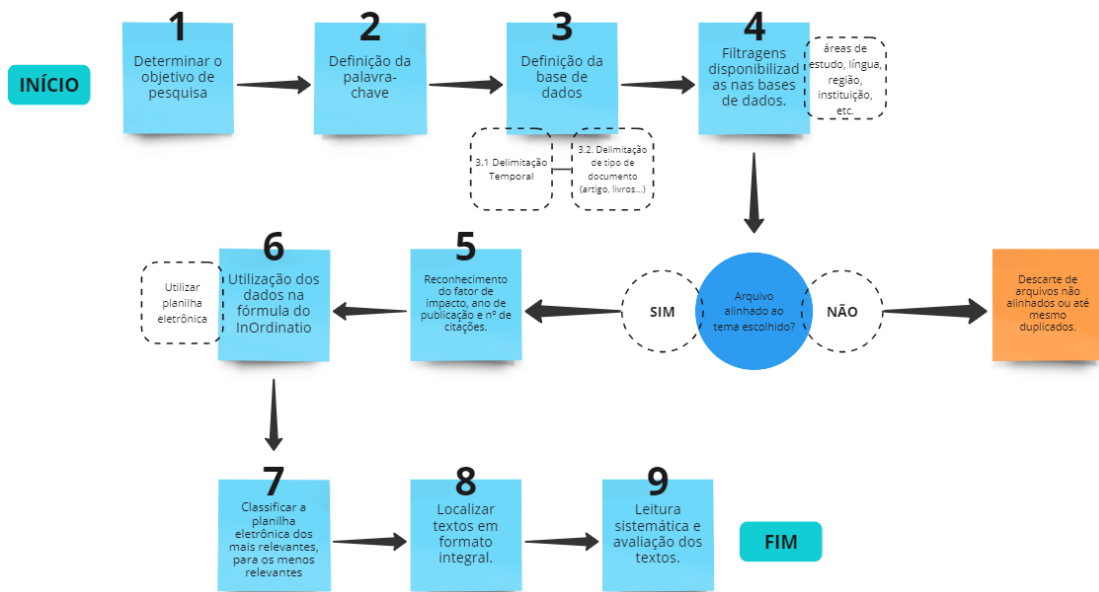 INÍCIO
1
Determinar o
objetivo de
pesquisa
2
Definição da
palavra-
chave
3
Definição da
base de
dados
3.1 Delimitação
Temporal
3.2. Delimitação
de tipo de
documento
(artigo, livros...)
4
Filtragens
disponibilizad
as nas bases
de dados.
áreas de
estudo, língua,
região,
instituição,
etc.
Arquivo
alinhado ao
tema escolhido?
SIM
NÃO
Descarte de
arquivos não
alinhados ou até
mesmo
duplicados.
5
Reconhecimento
do fator de
impacto, ano de
publicação e nº de
citações.
6
Utilização dos
dados na
fórmula do
InOrdinatio
Utilizar
planilha
eletrônica
7
Classificar a
planilha
eletrônica dos
mais relevantes,
para os menos
relevantes
8
Localizar
textos em
formato
integral.
9
Leitura
sistemática e
avaliação dos
textos.
FIM